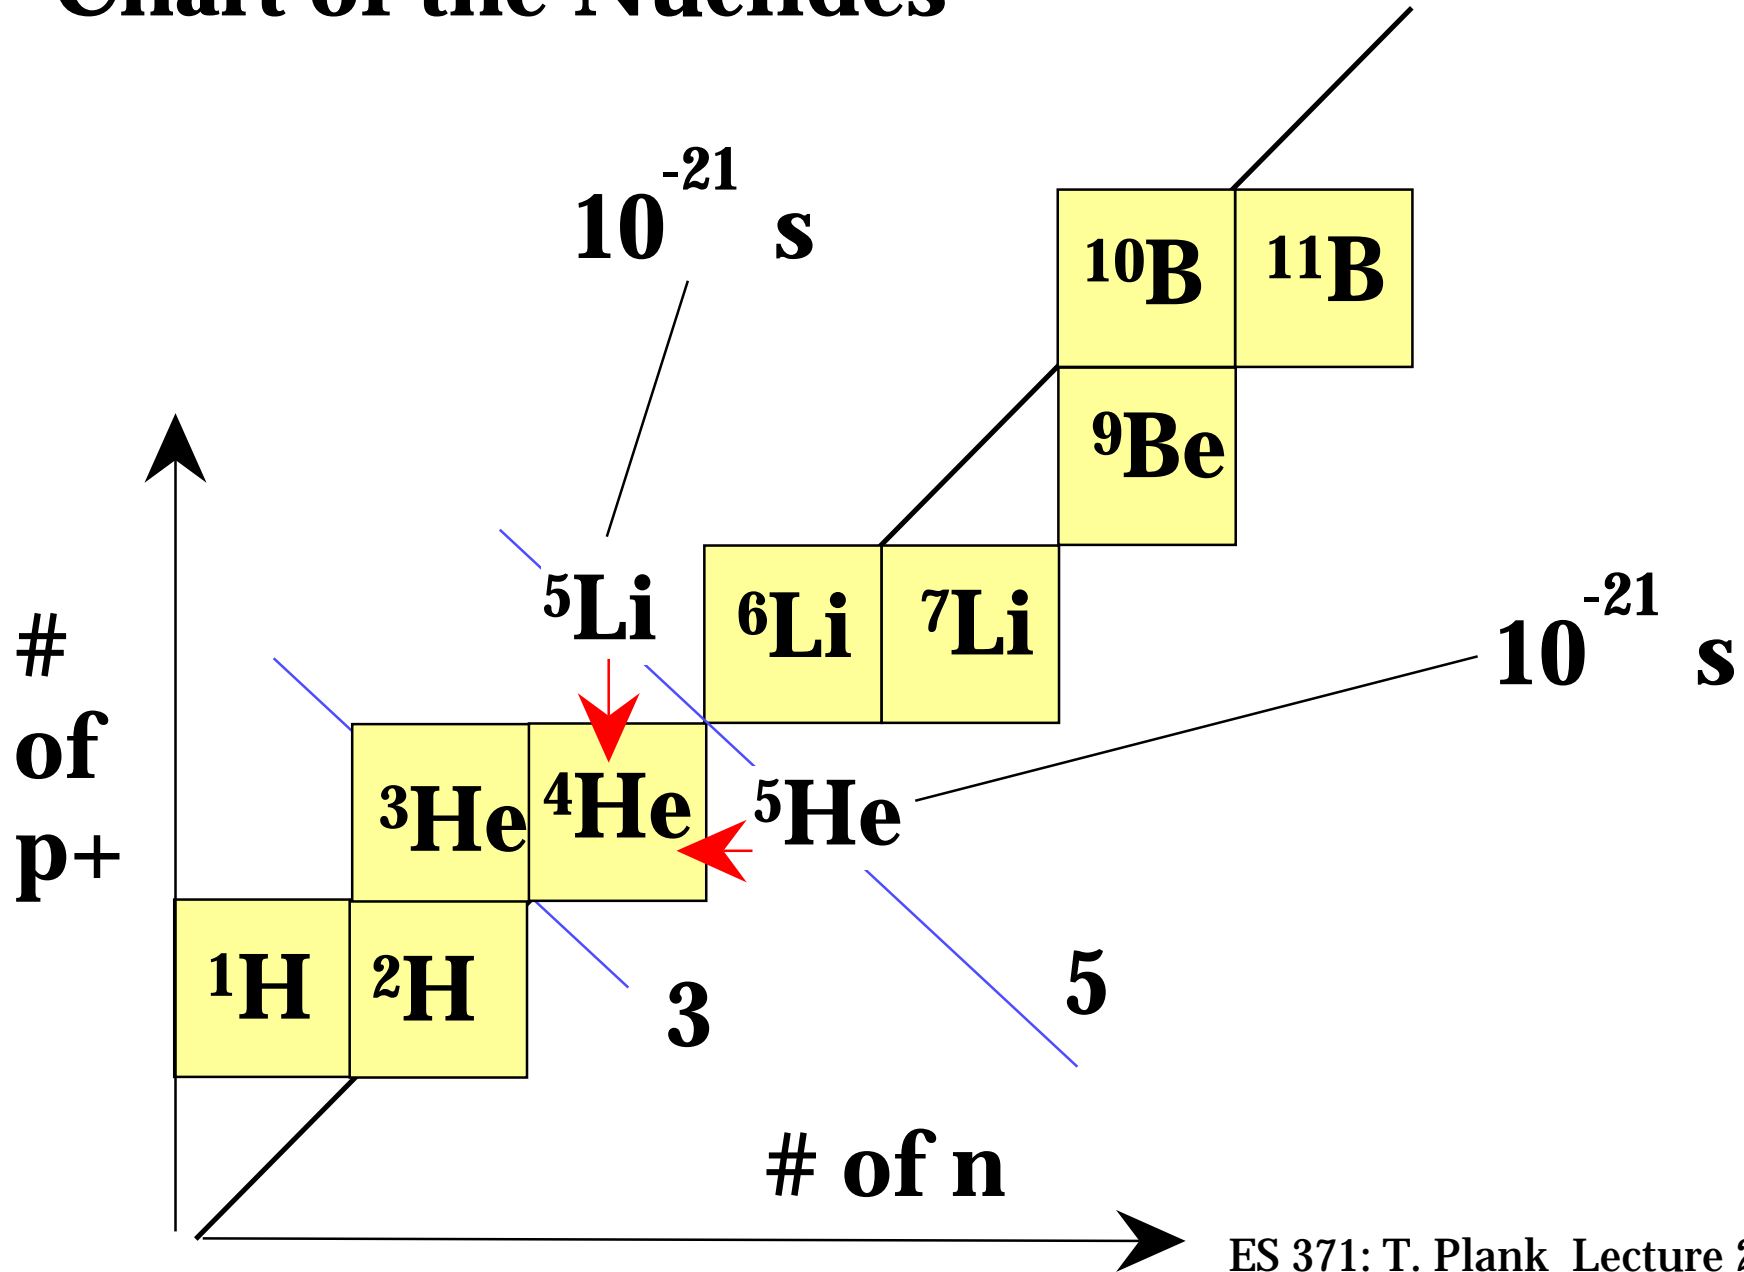 Chart of the Nuclides
10⁻²¹ s
¹⁰B ¹¹B
⁹Be
⁵Li ⁶Li ⁷Li
10⁻²¹ s
#
of
p+
³He ⁴He ⁵He
¹H ²H
3
5
# of n
ES 371: T. Plank Lecture 2